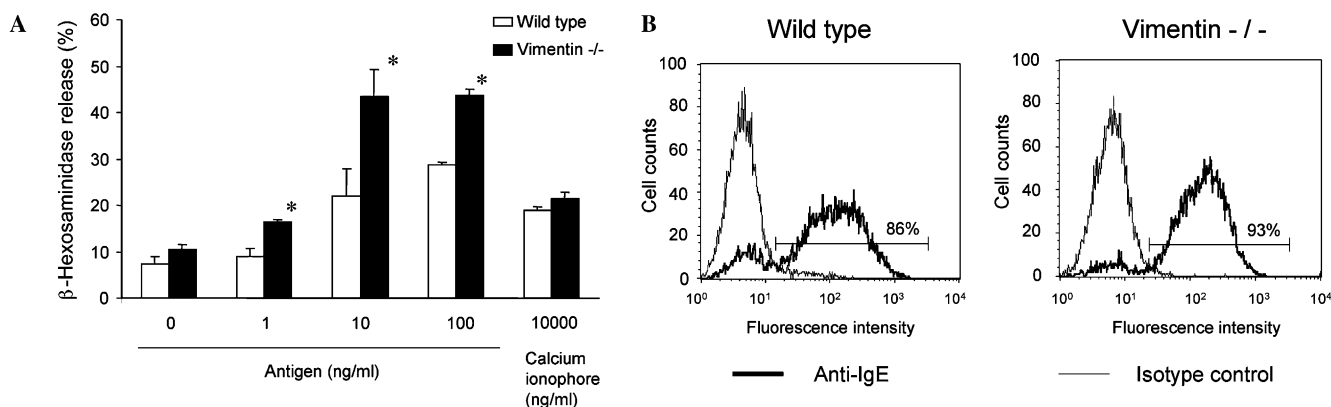 A
β-Hexosaminidase release (%)
60
50
40
30
20
10
0
Wild type
Vimentin -/-
*
*
*
0
1
10
100
10000
Antigen (ng/ml)
Calcium
ionophore
(ng/ml)
B
Wild type
Cell counts
100
80
60
40
20
0
86%
10⁰
10¹
10²
10³
10⁴
Fluorescence intensity
Vimentin - / -
Cell counts
100
80
60
40
20
0
93%
10⁰
10¹
10²
10³
10⁴
Fluorescence intensity
Anti-IgE
Isotype control